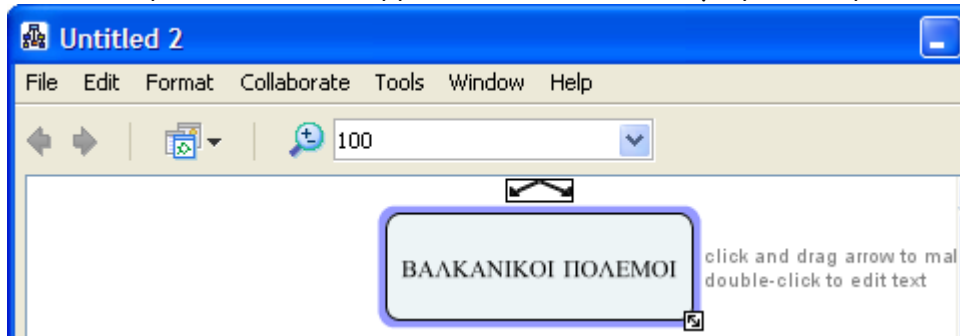 Untitled 2
File Edit Format Collaborate Tools Window Help
100
ΒΑΛΚΑΝΙΚΟΙ ΠΟΛΕΜΟΙ
click and drag arrow to mal
double-click to edit text